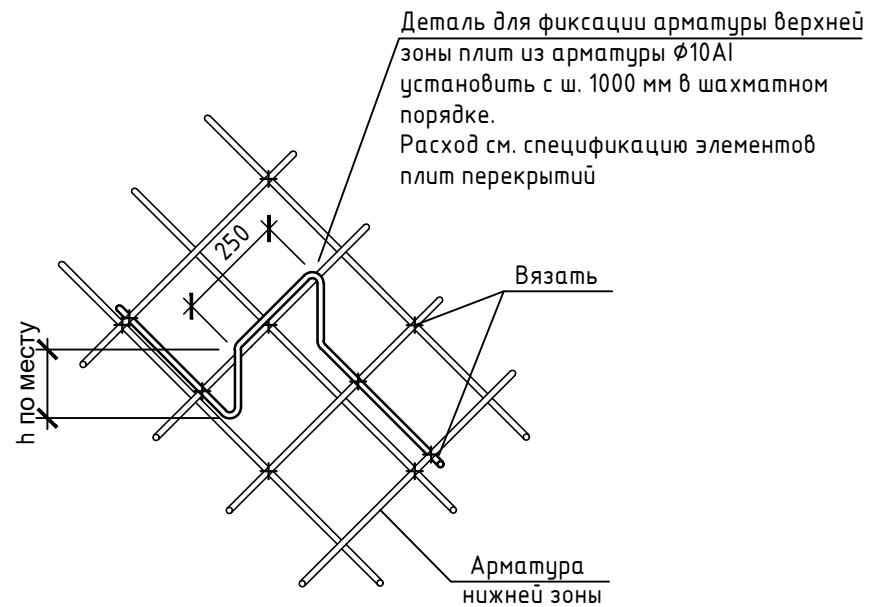 Деталь для фиксации арматуры верхней
зоны плит из арматуры Ф10АI
установить с ш. 1000 мм в шахматном
порядке.
Расход см. спецификацию элементов
плит перекрытий
250
Вязать
h по месту
Арматура
нижней зоны